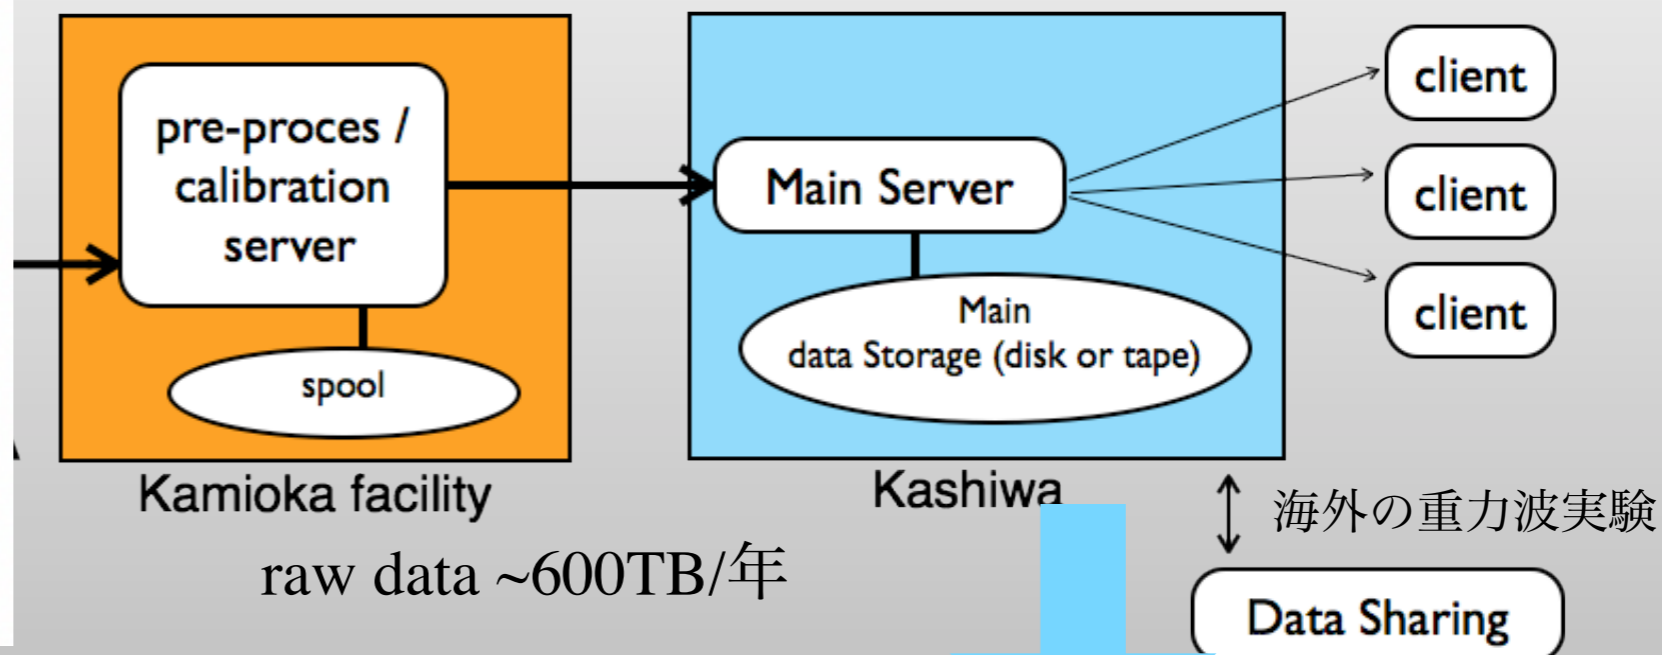 pre-proces /
calibration
server
spool
Kamioka facility
raw data ~600TB/年
Main Server
Main
data Storage (disk or tape)
Kashiwa
client
client
client
海外の重力波実験
Data Sharing